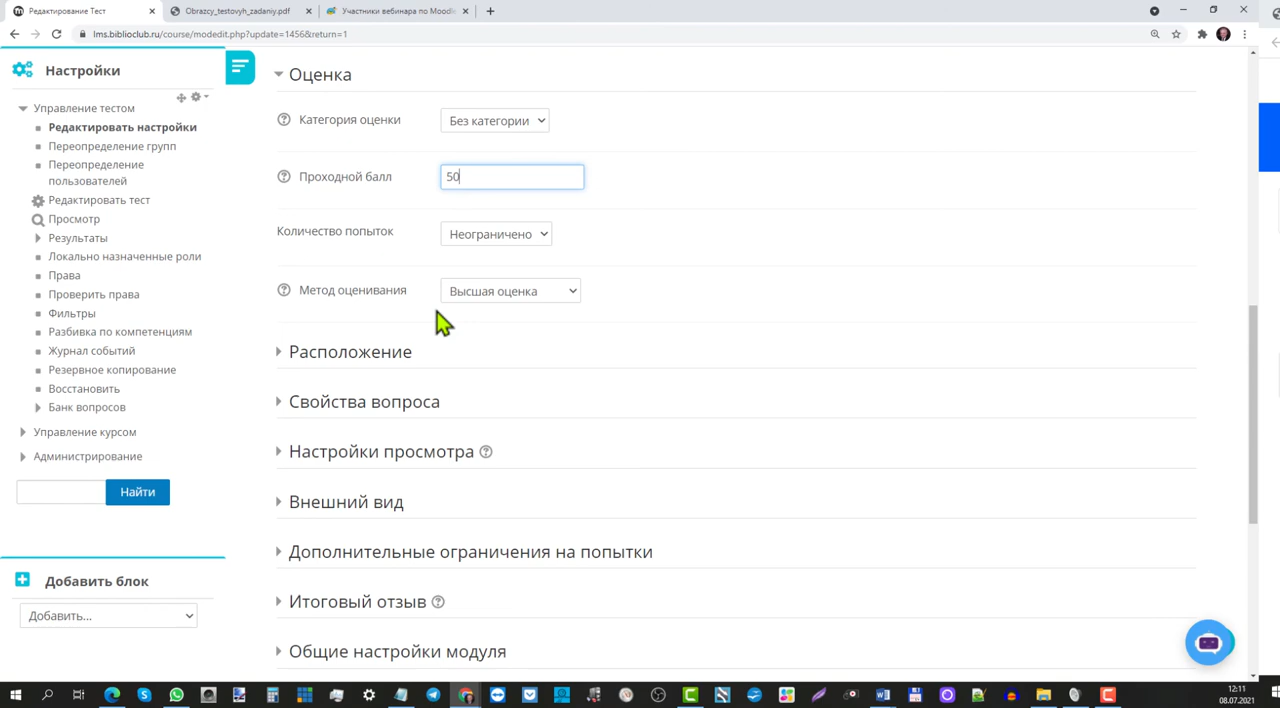 Редактирование Тест
Obrazcy_testovyh_zadaniy.pdf
Участники вебинара по Moodl
lms.biblioclub.ru/course/modedit.php?update=1456&return=1
Настройки
Управление тестом
Редактировать настройки
Переопределение групп
Переопределение
пользователей
Редактировать тест
Просмотр
Результаты
Локально назначенные роли
Права
Проверить права
Фильтры
Разбивка по компетенциям
Журнал событий
Резервное копирование
Восстановить
Банк вопросов
Управление курсом
Администрирование
Найти
Добавить блок
Добавить...
Оценка
Категория оценки
Без категории
Проходной балл
50
Количество попыток
Неограничено
Метод оценивания
Высшая оценка
Расположение
Свойства вопроса
Настройки просмотра
Внешний вид
Дополнительные ограничения на попытки
Итоговый отзыв
Общие настройки модуля
12:11
08.07.2021